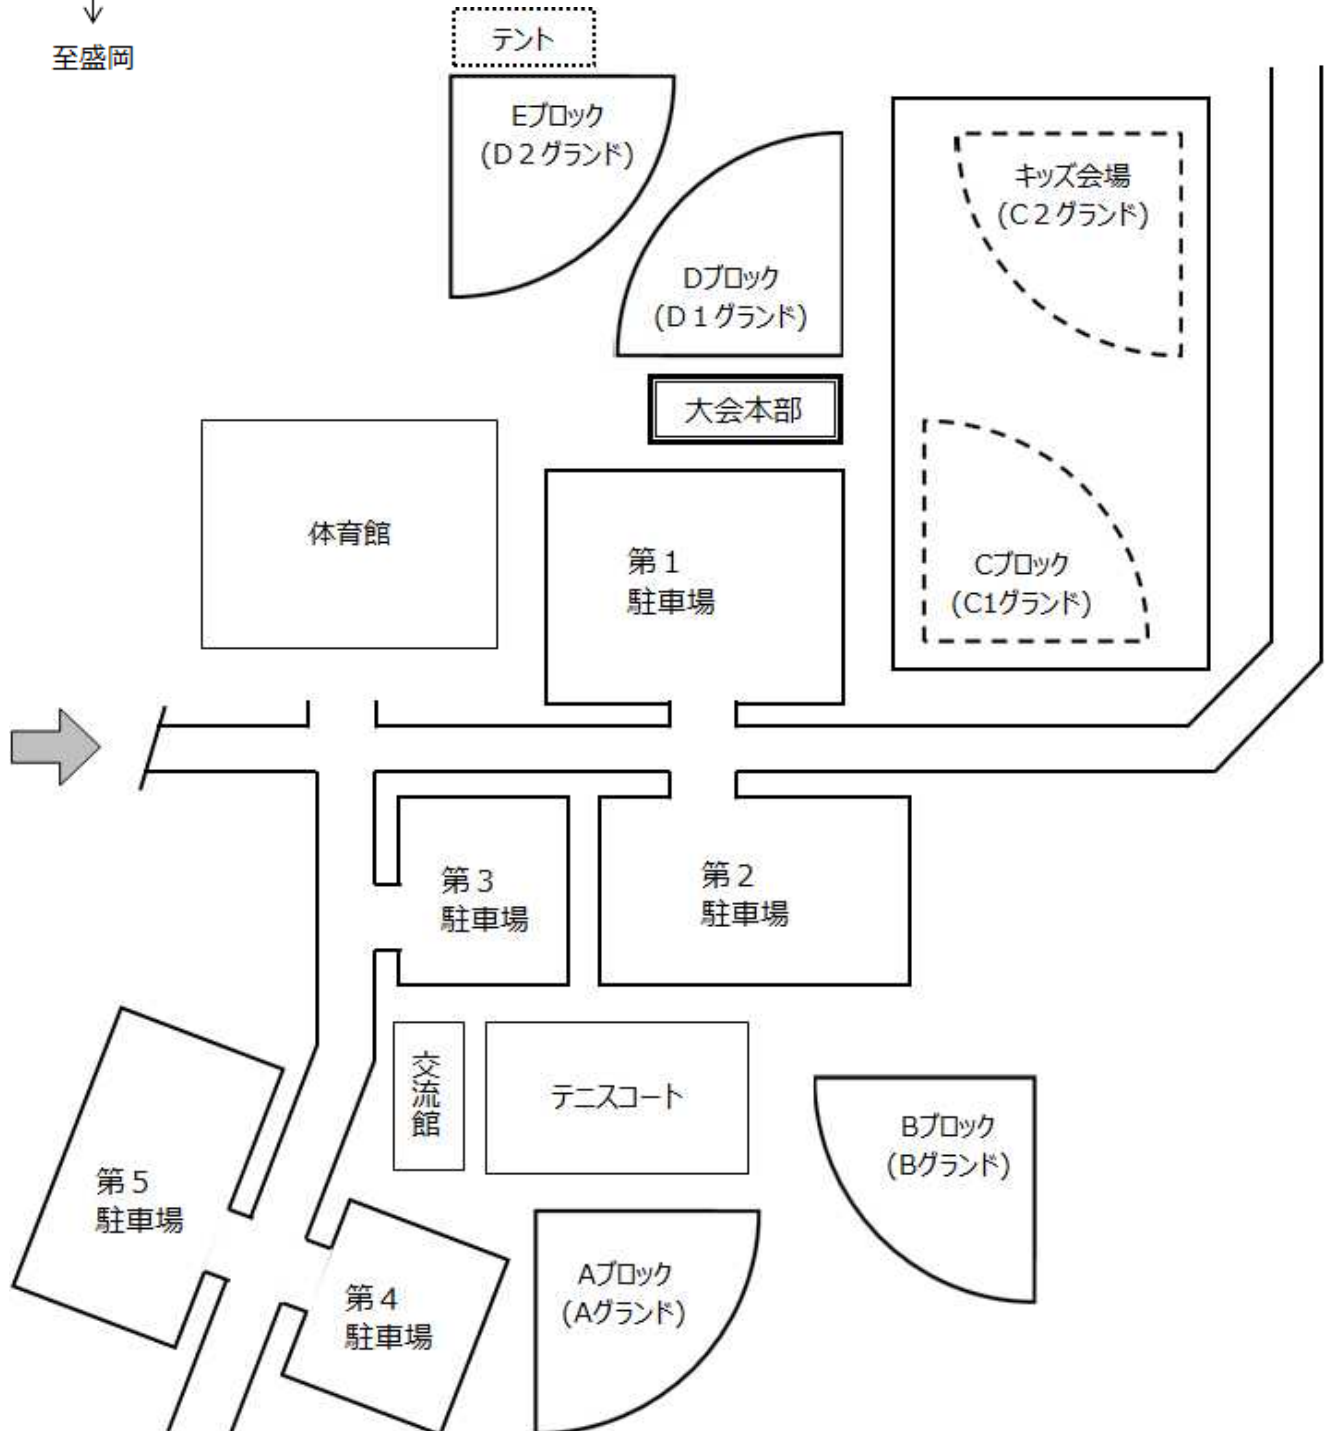 至盛岡
テント
Eブロック
(D２グランド)
キッズ会場
(C２グランド)
Dブロック
(D１グランド)
大会本部
体育館
第１
駐車場
Cブロック
(C1グランド)
第３
駐車場
第２
駐車場
交流館
テニスコート
Bブロック
(Bグランド)
第５
駐車場
Aブロック
(Aグランド)
第４
駐車場